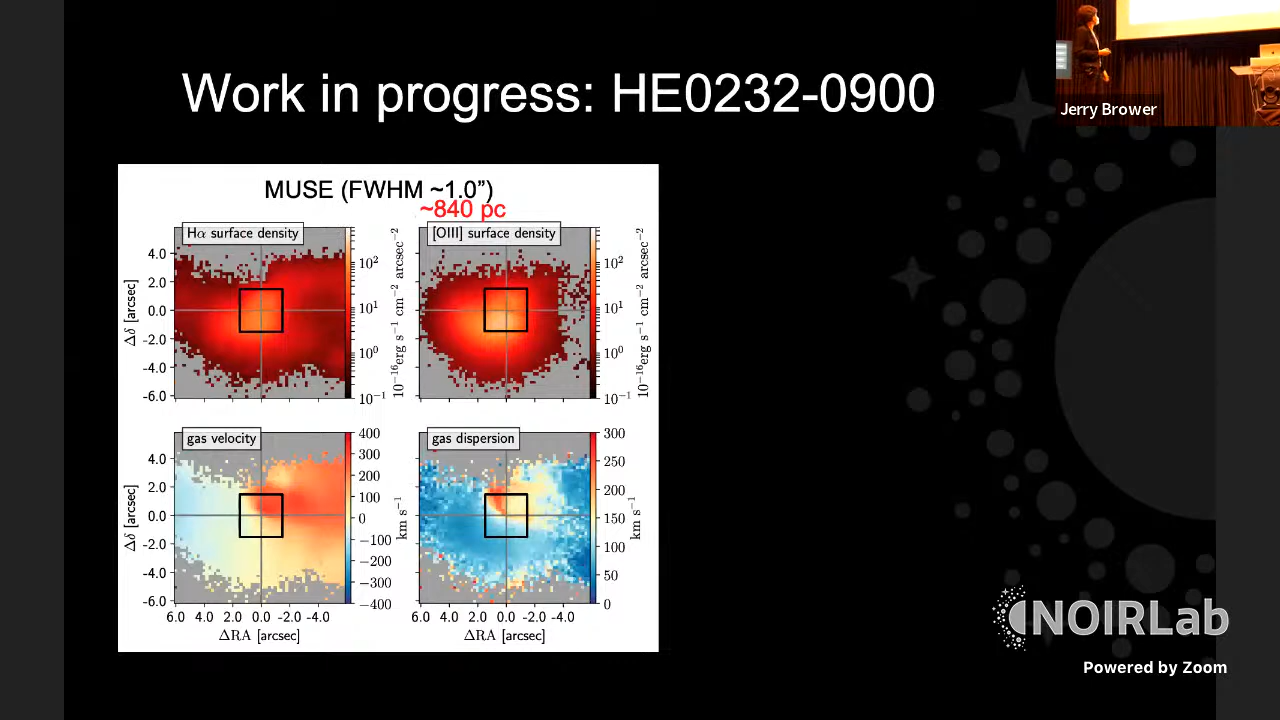 Work in progress: HE0232-0900
Jerry Brower
MUSE (FWHM ~1.0”)
~840 pc
Hα surface density
[OIII] surface density
4.0
2.0
0.0
-2.0
-4.0
-6.0
Δδ [arcsec]
10²
10¹
10⁰
10⁻¹
10⁻¹⁶erg s⁻¹ cm⁻² arcsec⁻²
10²
10¹
10⁰
10⁻¹
10⁻¹⁶erg s⁻¹ cm⁻² arcsec⁻²
gas velocity
gas dispersion
4.0
2.0
0.0
-2.0
-4.0
-6.0
Δδ [arcsec]
400
300
200
100
0
−100
−200
−300
−400
km s⁻¹
300
250
200
150
100
50
0
km s⁻¹
6.0 4.0 2.0 0.0 -2.0 -4.0
6.0 4.0 2.0 0.0 -2.0 -4.0
ΔRA [arcsec]
ΔRA [arcsec]
NOIRLab
Powered by Zoom